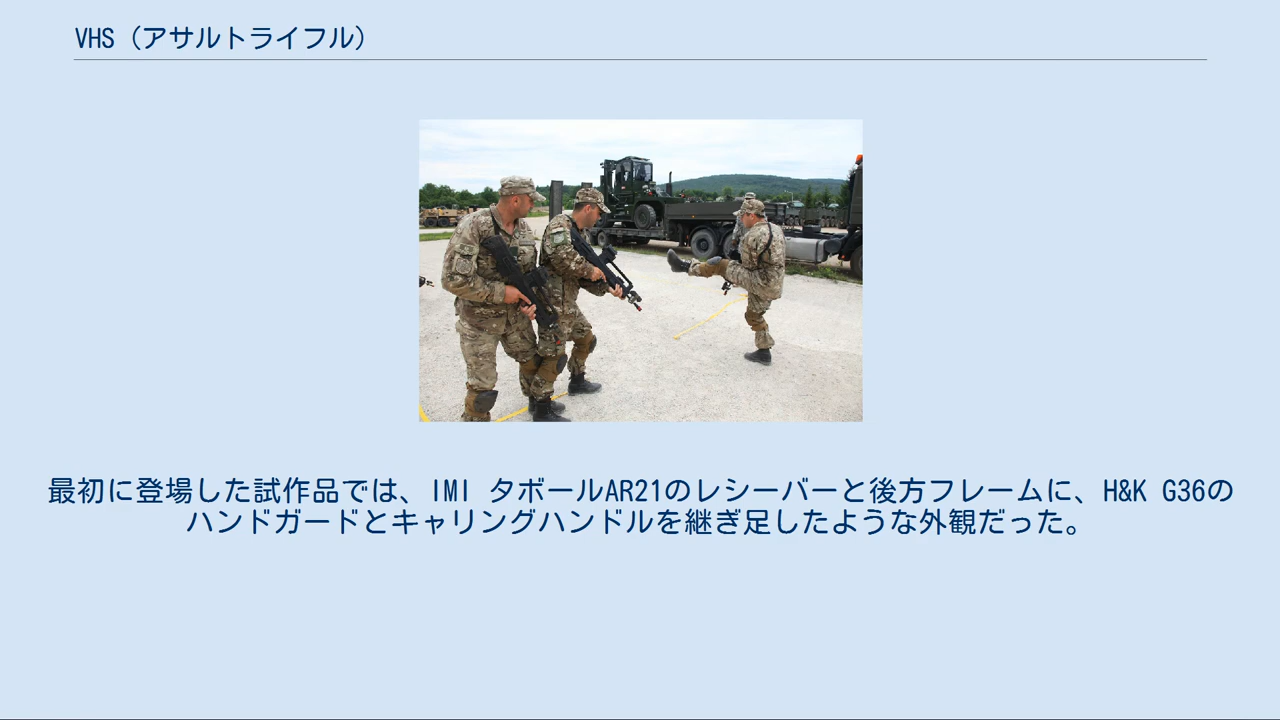 VHS（アサルトライフル）
最初に登場した試作品では、IMI タボールAR21のレシーバーと後方フレームに、H&K G36の
ハンドガードとキャリングハンドルを継ぎ足したような外観だった。